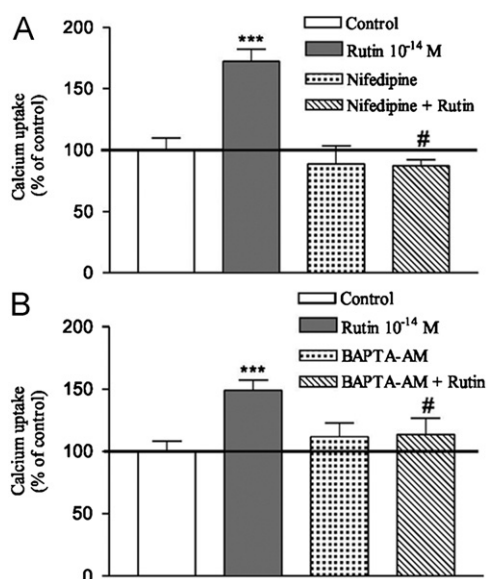 A
Calcium uptake
(% of control)
200
150
100
50
0
***
#
Control
Rutin 10⁻¹⁴ M
Nifedipine
Nifedipine + Rutin
B
Calcium uptake
(% of control)
200
150
100
50
0
***
#
Control
Rutin 10⁻¹⁴ M
BAPTA-AM
BAPTA-AM + Rutin